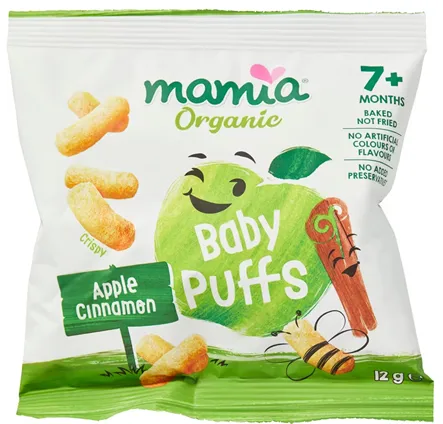 mamia®
Organic
7+
MONTHS
BAKED
NOT FRIED
NO ARTIFICIAL
COLOURS OR
FLAVOURS
NO ADDED
PRESERVATIVES
Crispy
Baby
Puffs
Apple
Cinnamon
12 g e